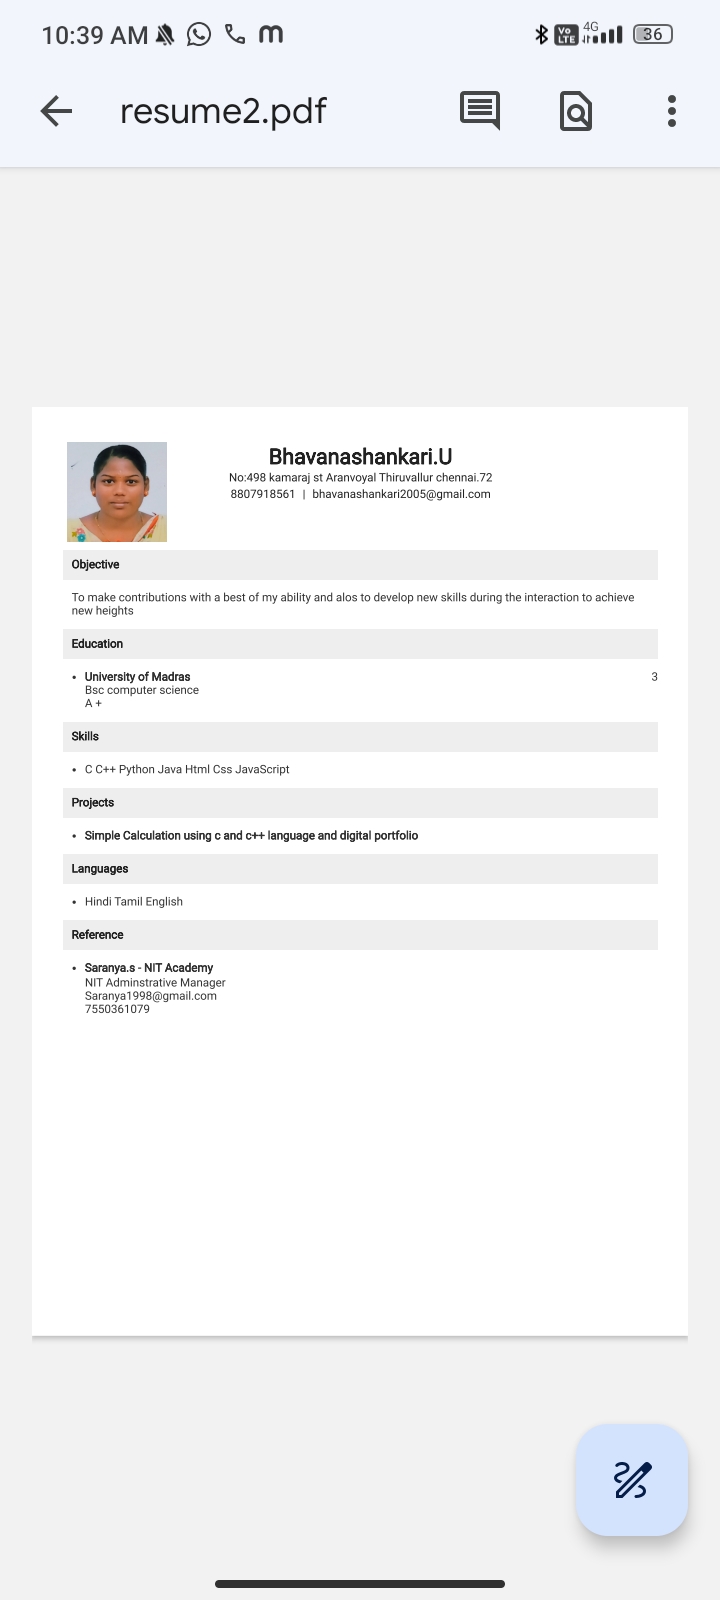 10:39 AM 4G Vo LTE 36
resume2.pdf
Bhavanashankari.U
No:498 kamaraj st Aranvoyal Thiruvallur chennai.72
8807918561 | bhavanashankari2005@gmail.com
Objective
To make contributions with a best of my ability and alos to develop new skills during the interaction to achieve
new heights
Education
• University of Madras 3
Bsc computer science
A +
Skills
• C C++ Python Java Html Css JavaScript
Projects
• Simple Calculation using c and c++ language and digital portfolio
Languages
• Hindi Tamil English
Reference
• Saranya.s - NIT Academy
NIT Adminstrative Manager
Saranya1998@gmail.com
7550361079